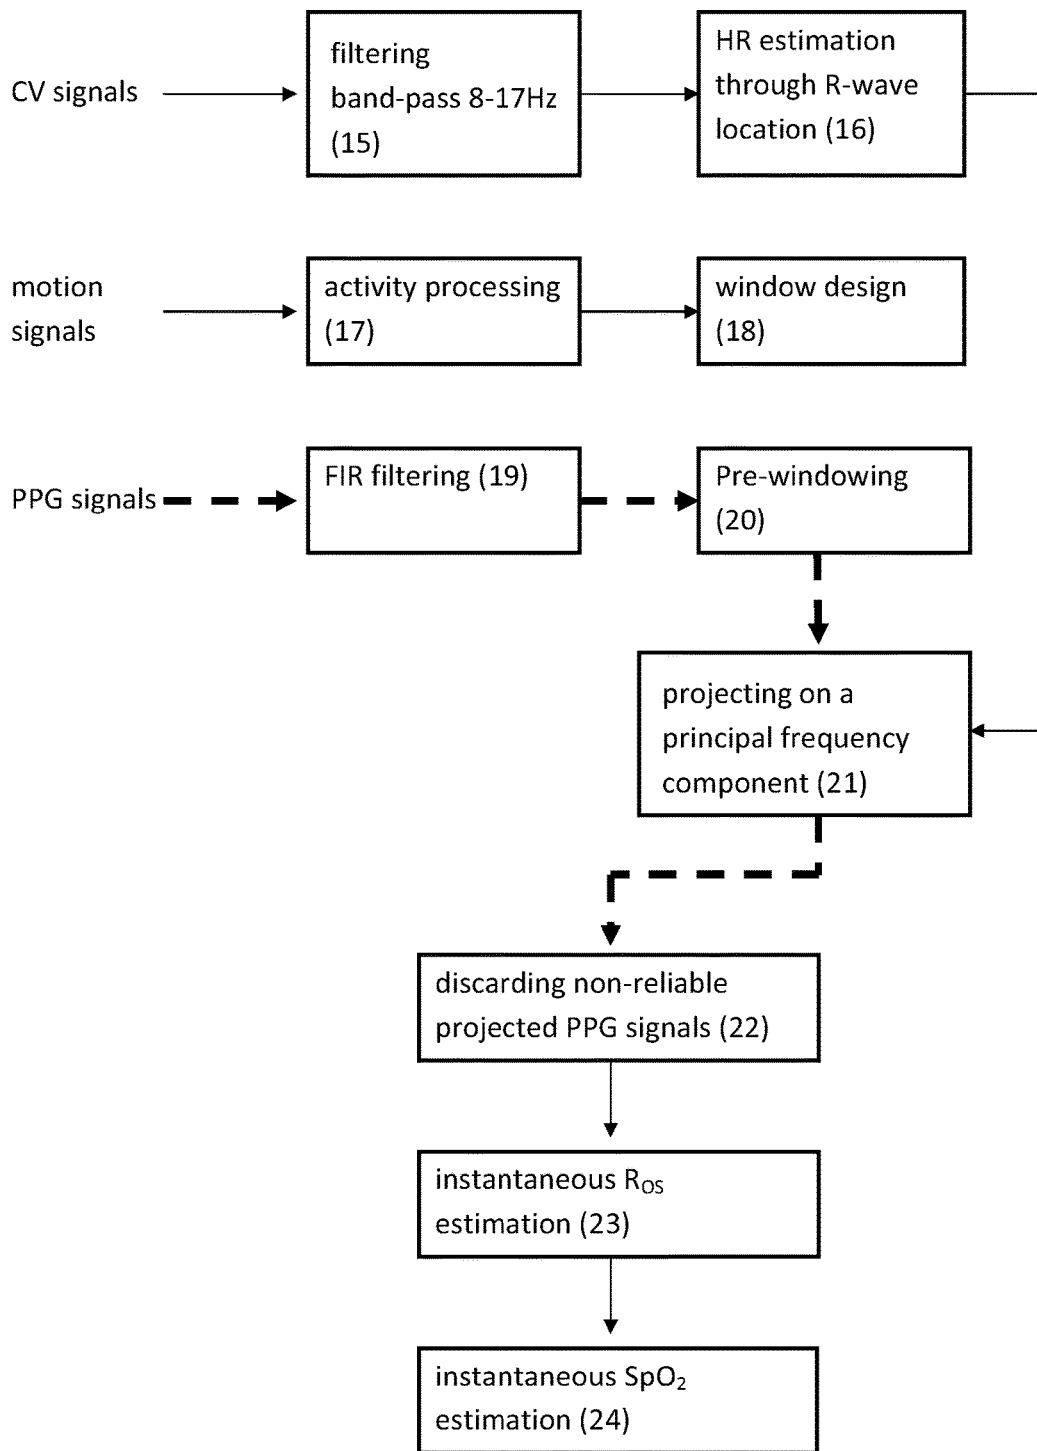 CV signals
filtering
band-pass 8-17Hz
(15)
HR estimation
through R-wave
location (16)
motion
signals
activity processing
(17)
window design
(18)
PPG signals
FIR filtering (19)
Pre-windowing
(20)
projecting on a
principal frequency
component (21)
discarding non-reliable
projected PPG signals (22)
instantaneous R_OS
estimation (23)
instantaneous SpO₂
estimation (24)